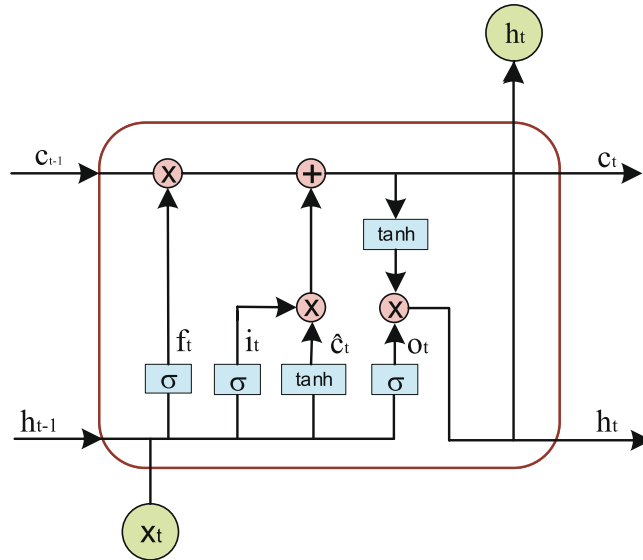 ht
ct-1 x + ct
tanh
x x
ft it ĉt ot
σ σ tanh σ
ht-1 ht
xt